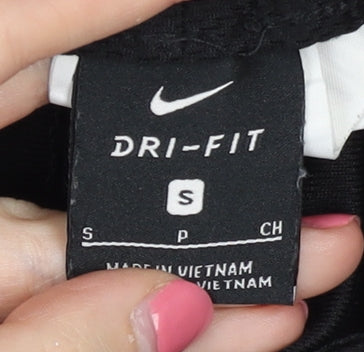 DRI-FIT
S
S P CH
MADE IN VIETNAM
VIETNAM